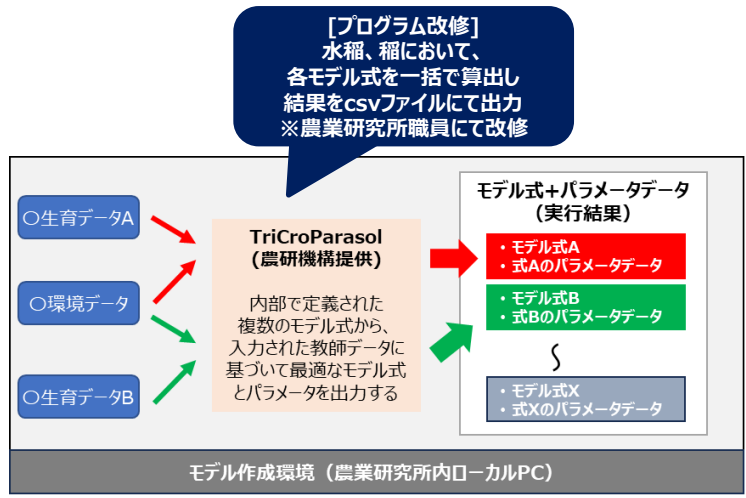 [プログラム改修]
水稲、稲において、
各モデル式を一括で算出し
結果をcsvファイルにて出力
※農業研究所職員にて改修
〇生育データA
〇環境データ
〇生育データB
TriCroParasol
(農研機構提供)
内部で定義された
複数のモデル式から、
入力された教師データに
基づいて最適なモデル式
とパラメータを出力する
モデル式+パラメータデータ
(実行結果)
・モデル式A
・式Aのパラメータデータ
・モデル式B
・式Bのパラメータデータ
・モデル式X
・式Xのパラメータデータ
モデル作成環境（農業研究所内ローカルPC）